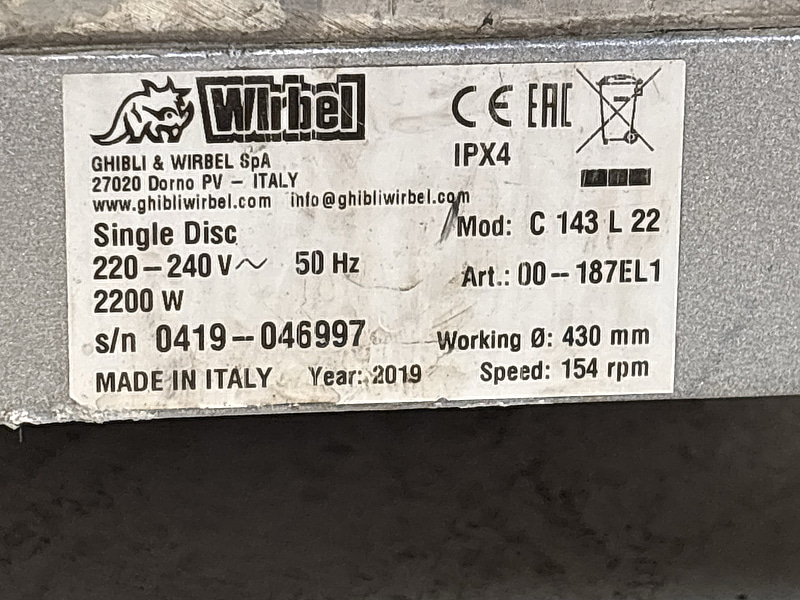 Wirbel
CE EAC
IPX4
GHIBLI & WIRBEL SpA
27020 Dorno PV – ITALY
www.ghibliwirbel.com info@ghibliwirbel.com
Single Disc
Mod: C 143 L 22
220–240 V~ 50 Hz
Art.: 00–187EL1
2200 W
s/n 0419–046997
Working Ø: 430 mm
MADE IN ITALY Year: 2019
Speed: 154 rpm